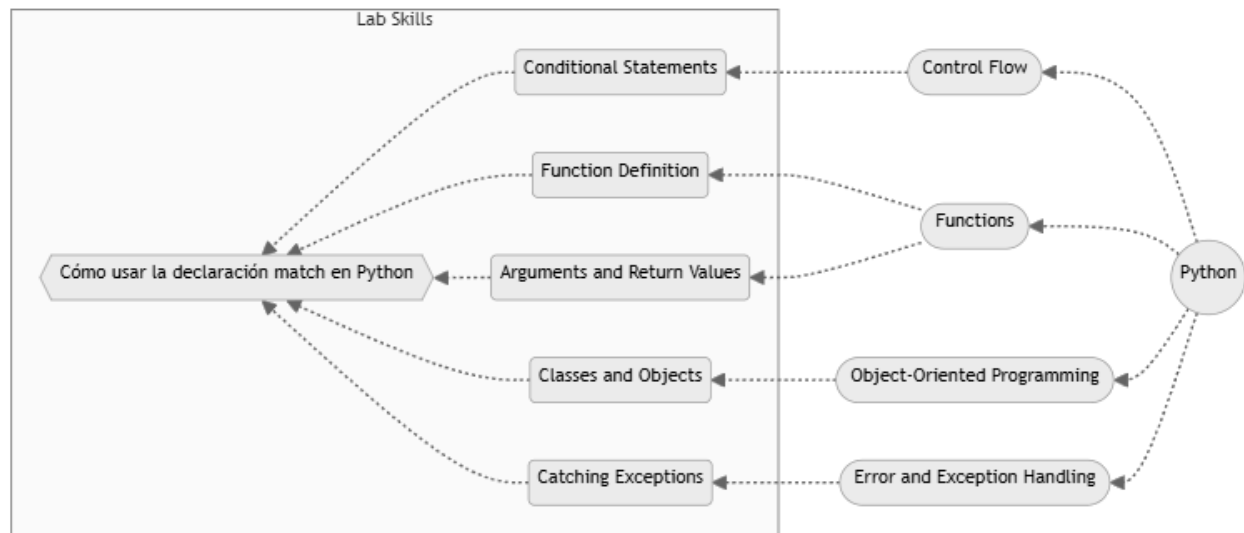 Lab Skills
Conditional Statements
Control Flow
Function Definition
Functions
Cómo usar la declaración match en Python
Arguments and Return Values
Python
Classes and Objects
Object-Oriented Programming
Catching Exceptions
Error and Exception Handling